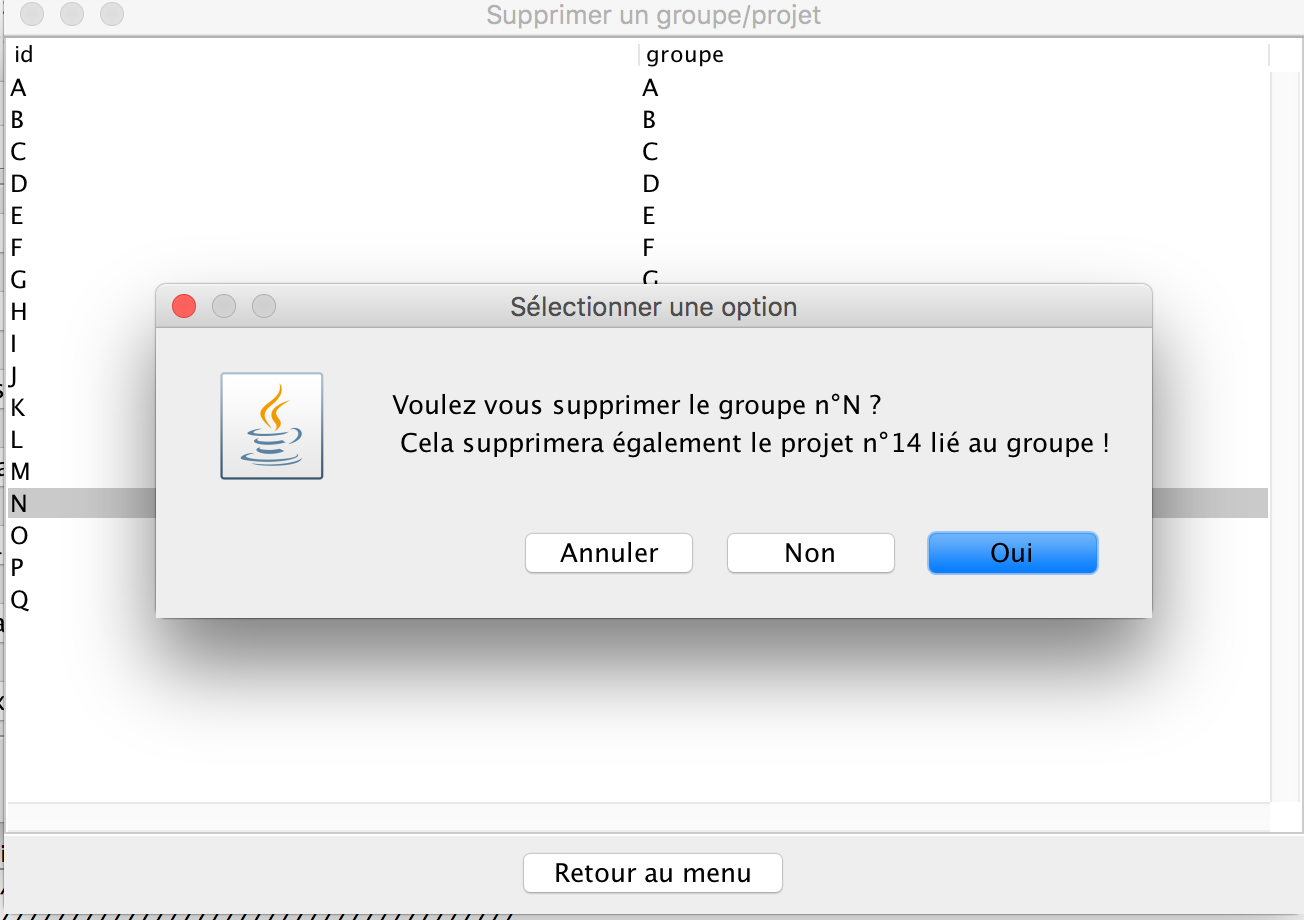 Supprimer un groupe/projet
id groupe
A A
B B
C C
D D
E E
F F
G G
H
I
J
K
L
M
N
O
P
Q
Sélectionner une option
Voulez vous supprimer le groupe n°N ?
Cela supprimera également le projet n°14 lié au groupe !
Annuler Non Oui
Retour au menu